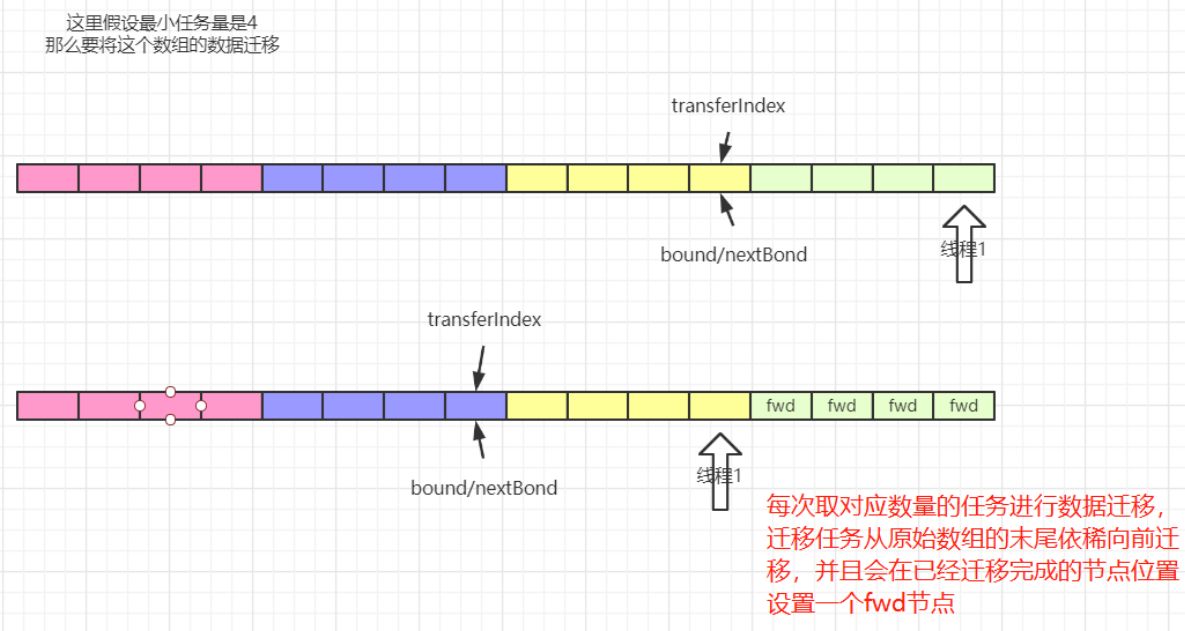 这里假设最小任务量是4
那么要将这个数组的数据迁移
transferIndex
bound/nextBond
线程1
transferIndex
fwd fwd fwd fwd
bound/nextBond
线程1
每次取对应数量的任务进行数据迁移，
迁移任务从原始数组的末尾依稀向前迁
移，并且会在已经迁移完成的节点位置
设置一个fwd节点